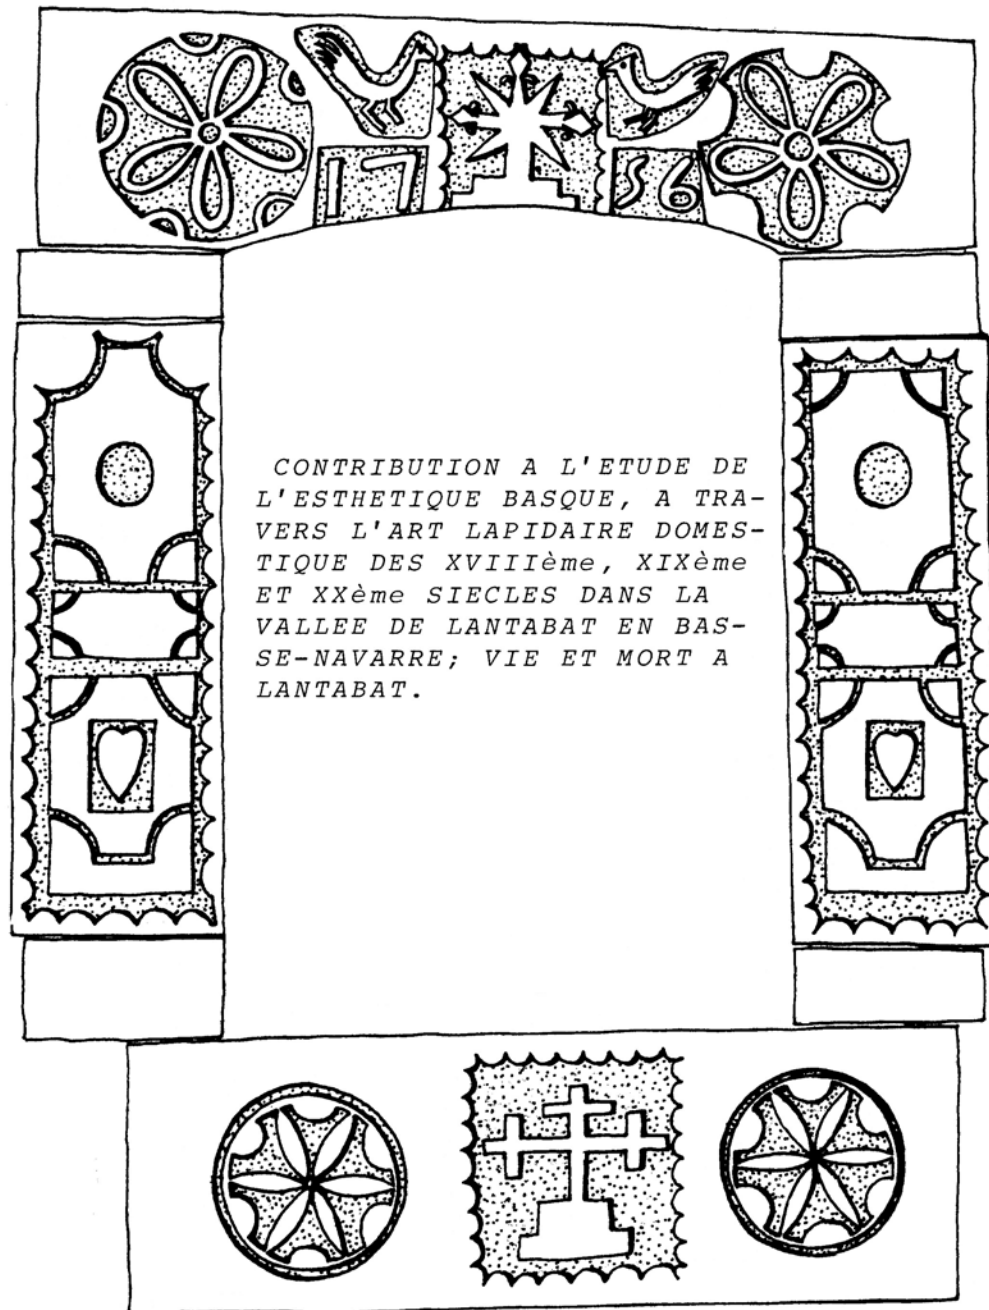 17 56
CONTRIBUTION A L'ETUDE DE
L'ESTHETIQUE BASQUE, A TRA-
VERS L'ART LAPIDAIRE DOMES-
TIQUE DES XVIIIème, XIXème
ET XXème SIECLES DANS LA
VALLEE DE LANTABAT EN BAS-
SE-NAVARRE; VIE ET MORT A
LANTABAT.